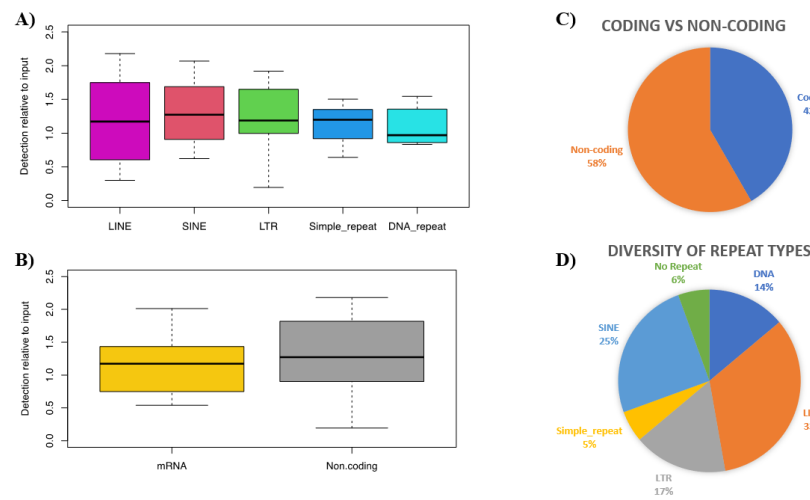 A)
Detection relative to input
2.5
2.0
1.5
1.0
0.5
0.0
LINE SINE LTR Simple_repeat DNA_repeat
B)
Detection relative to input
2.5
2.0
1.5
1.0
0.5
0.0
mRNA Non.coding
C)
CODING VS NON-CODING
Non-coding
58%
D)
DIVERSITY OF REPEAT TYPES
No Repeat
6%
DNA
14%
SINE
25%
Simple_repeat
5%
LTR
17%